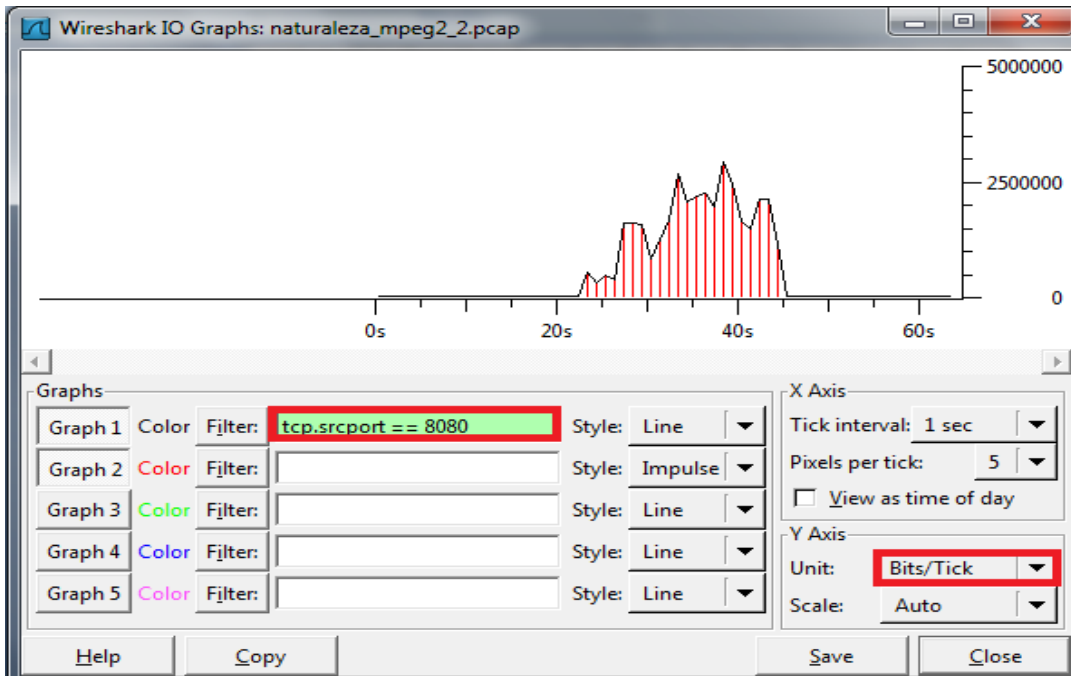 Wireshark IO Graphs: naturaleza_mpeg2_2.pcap
5000000
2500000
0
0s 20s 40s 60s
Graphs
Graph 1 Color Filter: tcp.srcport == 8080 Style: Line
Graph 2 Color Filter: Style: Impulse
Graph 3 Color Filter: Style: Line
Graph 4 Color Filter: Style: Line
Graph 5 Color Filter: Style: Line
X Axis
Tick interval: 1 sec
Pixels per tick: 5
View as time of day
Y Axis
Unit: Bits/Tick
Scale: Auto
Help Copy Save Close